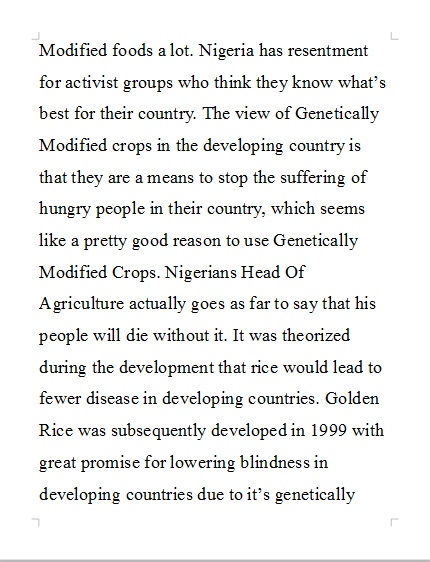 Modified foods a lot. Nigeria has resentment
for activist groups who think they know what’s
best for their country. The view of Genetically
Modified crops in the developing country is
that they are a means to stop the suffering of
hungry people in their country, which seems
like a pretty good reason to use Genetically
Modified Crops. Nigerians Head Of
Agriculture actually goes as far to say that his
people will die without it. It was theorized
during the development that rice would lead to
fewer disease in developing countries. Golden
Rice was subsequently developed in 1999 with
great promise for lowering blindness in
developing countries due to it’s genetically